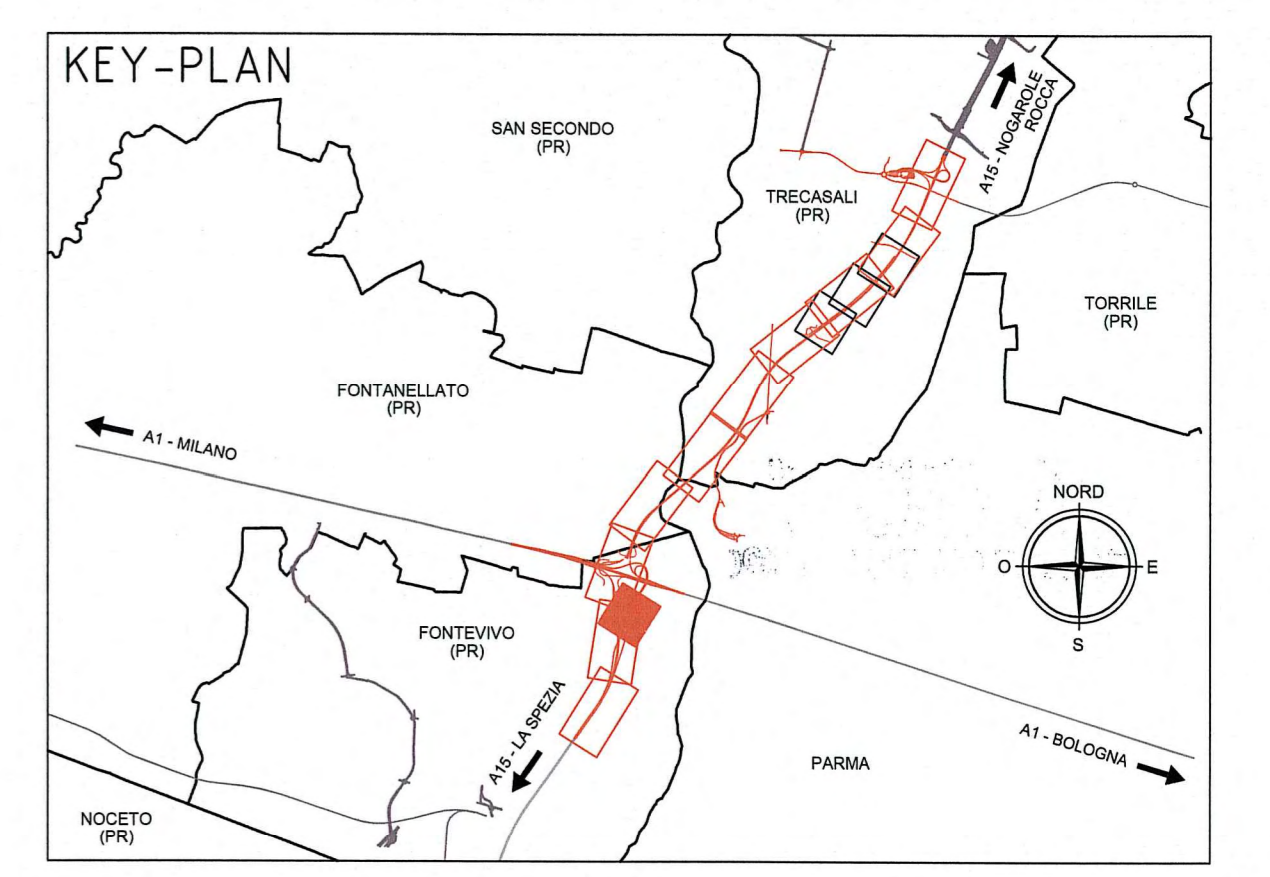 KEY-PLAN
SAN SECONDO
(PR)
A15 - NOGAROLE
ROCCA
TRECASALI
(PR)
TORRILE
(PR)
FONTANELLATO
(PR)
A1 - MILANO
NORD
O
E
S
FONTEVIVO
(PR)
A15 - LA SPEZIA
A1 - BOLOGNA
PARMA
NOCETO
(PR)